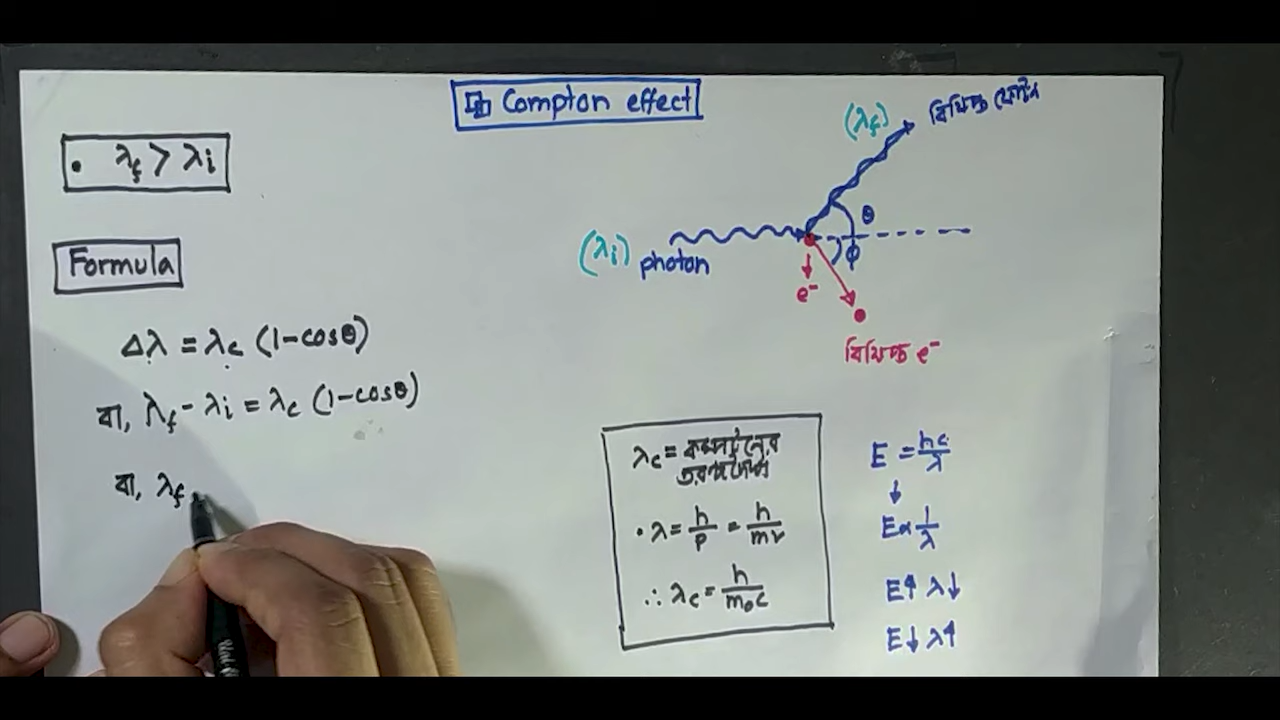 Compton effect
• λf > λi
Formula
Δλ = λc (1-cosθ)
বা, λf - λi = λc (1-cosθ)
বা, λf
(λf)
বিক্ষিপ্ত ফোটন
θ
(λi)
photon
φ
e⁻
বিক্ষিপ্ত e⁻
λc = কম্পটনের
তরঙ্গদৈর্ঘ্য
• λ = h/p = h/mv
∴ λc = h/m₀c
E = hc/λ
↓
E∝ 1/λ
E↑ λ↓
E↓ λ↑